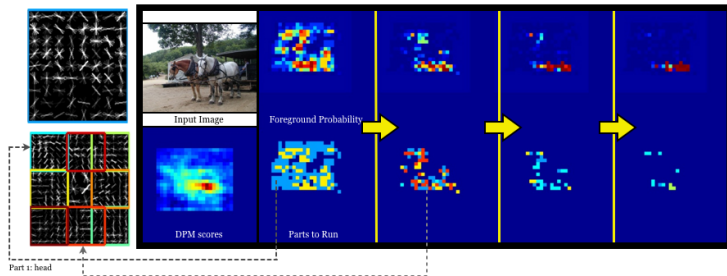 Input Image
Foreground Probability
DPM scores
Parts to Run
Part 1: head